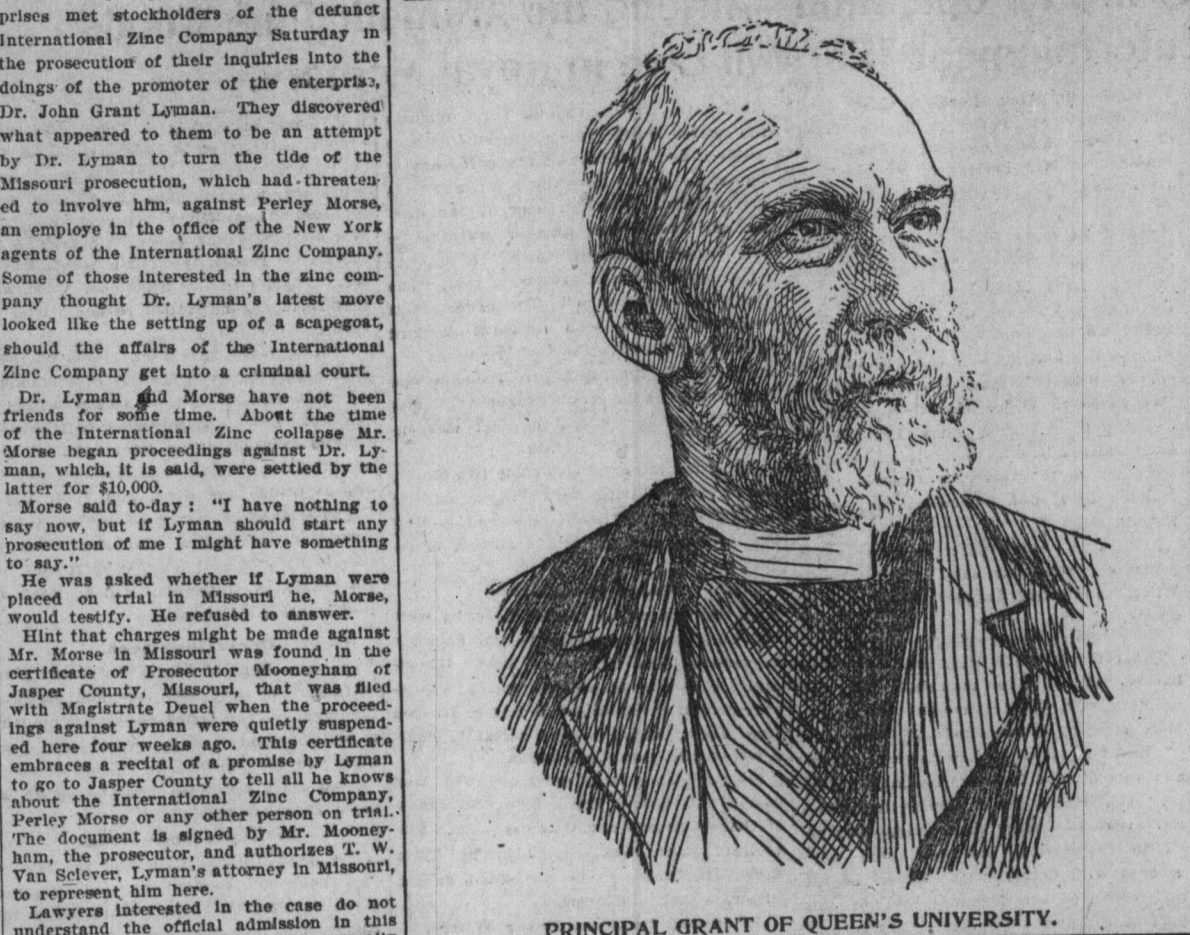 prises met stockholders of the defunct
International Zinc Company Saturday in
the prosecution of their inquiries into the
doings of the promoter of the enterprise,
Dr. John Grant Lyman. They discovered
what appeared to them to be an attempt
by Dr. Lyman to turn the tide of the
Missouri prosecution, which had threaten-
ed to involve him, against Perley Morse,
an employe in the office of the New York
agents of the International Zinc Company.
Some of those interested in the zinc com-
pany thought Dr. Lyman's latest move
looked like the setting up of a scapegoat,
should the affairs of the International
Zinc Company get into a criminal court.
Dr. Lyman and Morse have not been
friends for some time. About the time
of the International Zinc collapse Mr.
Morse began proceedings against Dr. Ly-
man, which, it is said, were settled by the
latter for $10,000.
Morse said to-day : "I have nothing to
say now, but if Lyman should start any
prosecution of me I might have something
to say."
He was asked whether if Lyman were
placed on trial in Missouri he, Morse,
would testify. He refused to answer.
Hint that charges might be made against
Mr. Morse in Missouri was found in the
certificate of Prosecutor Mooneyham of
Jasper County, Missouri, that was filed
with Magistrate Deuel when the proceed-
ings against Lyman were quietly suspend-
ed here four weeks ago. This certificate
embraces a recital of a promise by Lyman
to go to Jasper County to tell all he knows
about the International Zinc Company,
Perley Morse or any other person on trial.
The document is signed by Mr. Mooney-
ham, the prosecutor, and authorizes T. W.
Van Sclever, Lyman's attorney in Missouri,
to represent him here.
Lawyers interested in the case do not
understand the official admission in this
PRINCIPAL GRANT OF QUEEN'S UNIVERSITY.